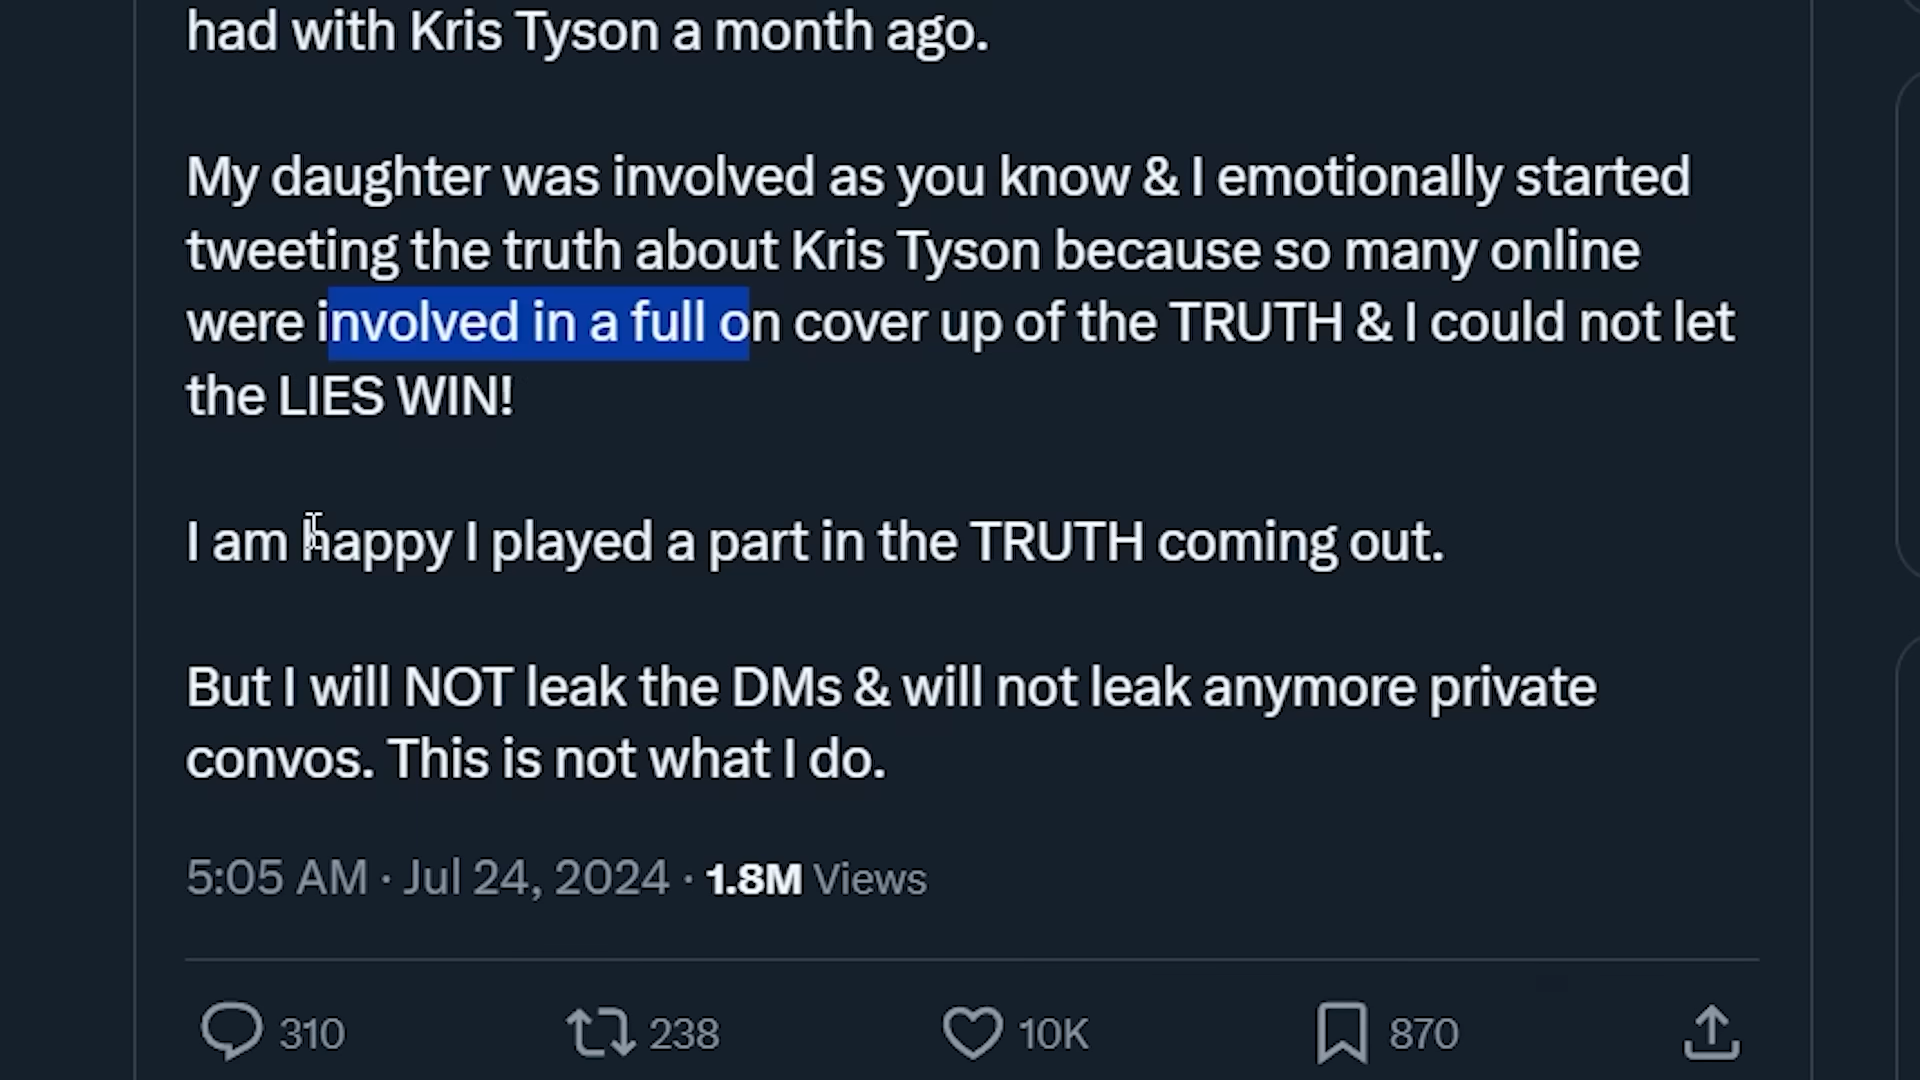 had with Kris Tyson a month ago.
My daughter was involved as you know & I emotionally started
tweeting the truth about Kris Tyson because so many online
were involved in a full on cover up of the TRUTH & I could not let
the LIES WIN!
I am happy I played a part in the TRUTH coming out.
But I will NOT leak the DMs & will not leak anymore private
convos. This is not what I do.
5:05 AM · Jul 24, 2024 · 1.8M Views
310 238 10K 870